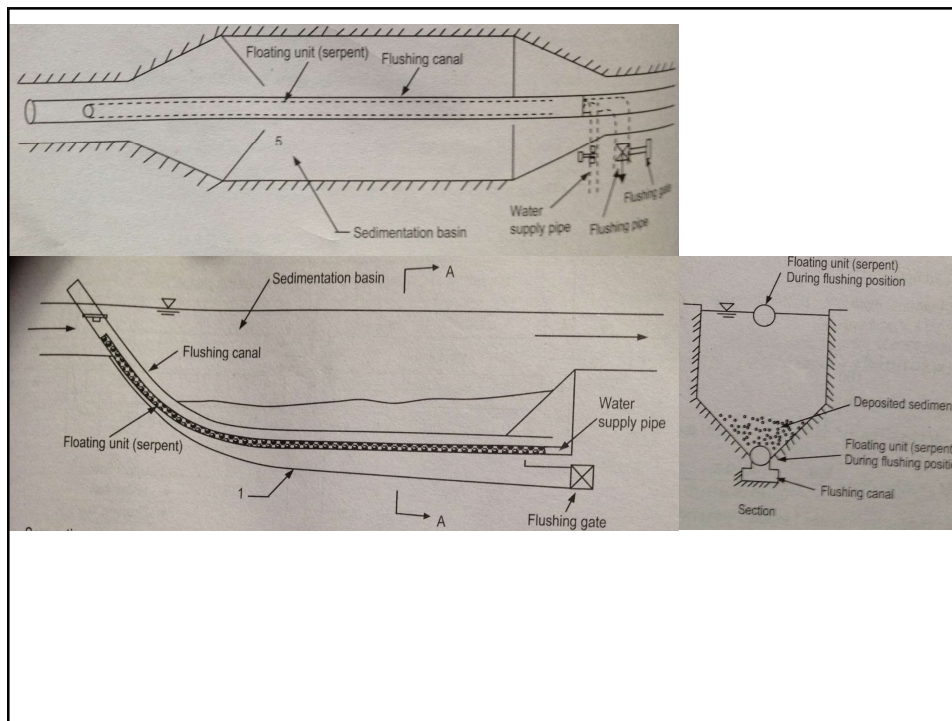 Floating unit (serpent)
Flushing canal
5
Water
supply pipe
Flushing pipe
Flushing gate
Sedimentation basin
A
Sedimentation basin
Flushing canal
Floating unit (serpent)
Water
supply pipe
1
A
Flushing gate
Floating unit (serpent)
During flushing position
Deposited sedimen
Floating unit (serpent
During flushing positio
Flushing canal
Section